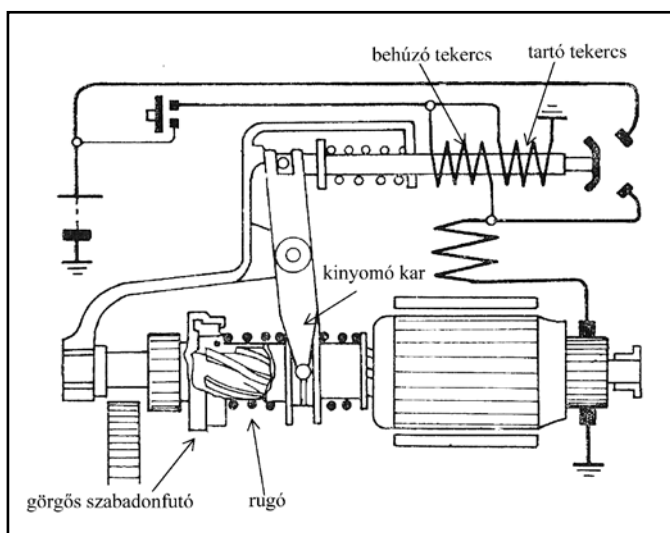 behúzó tekercs
tartó tekercs
kinyomó kar
görgős szabadonfutó
rugó